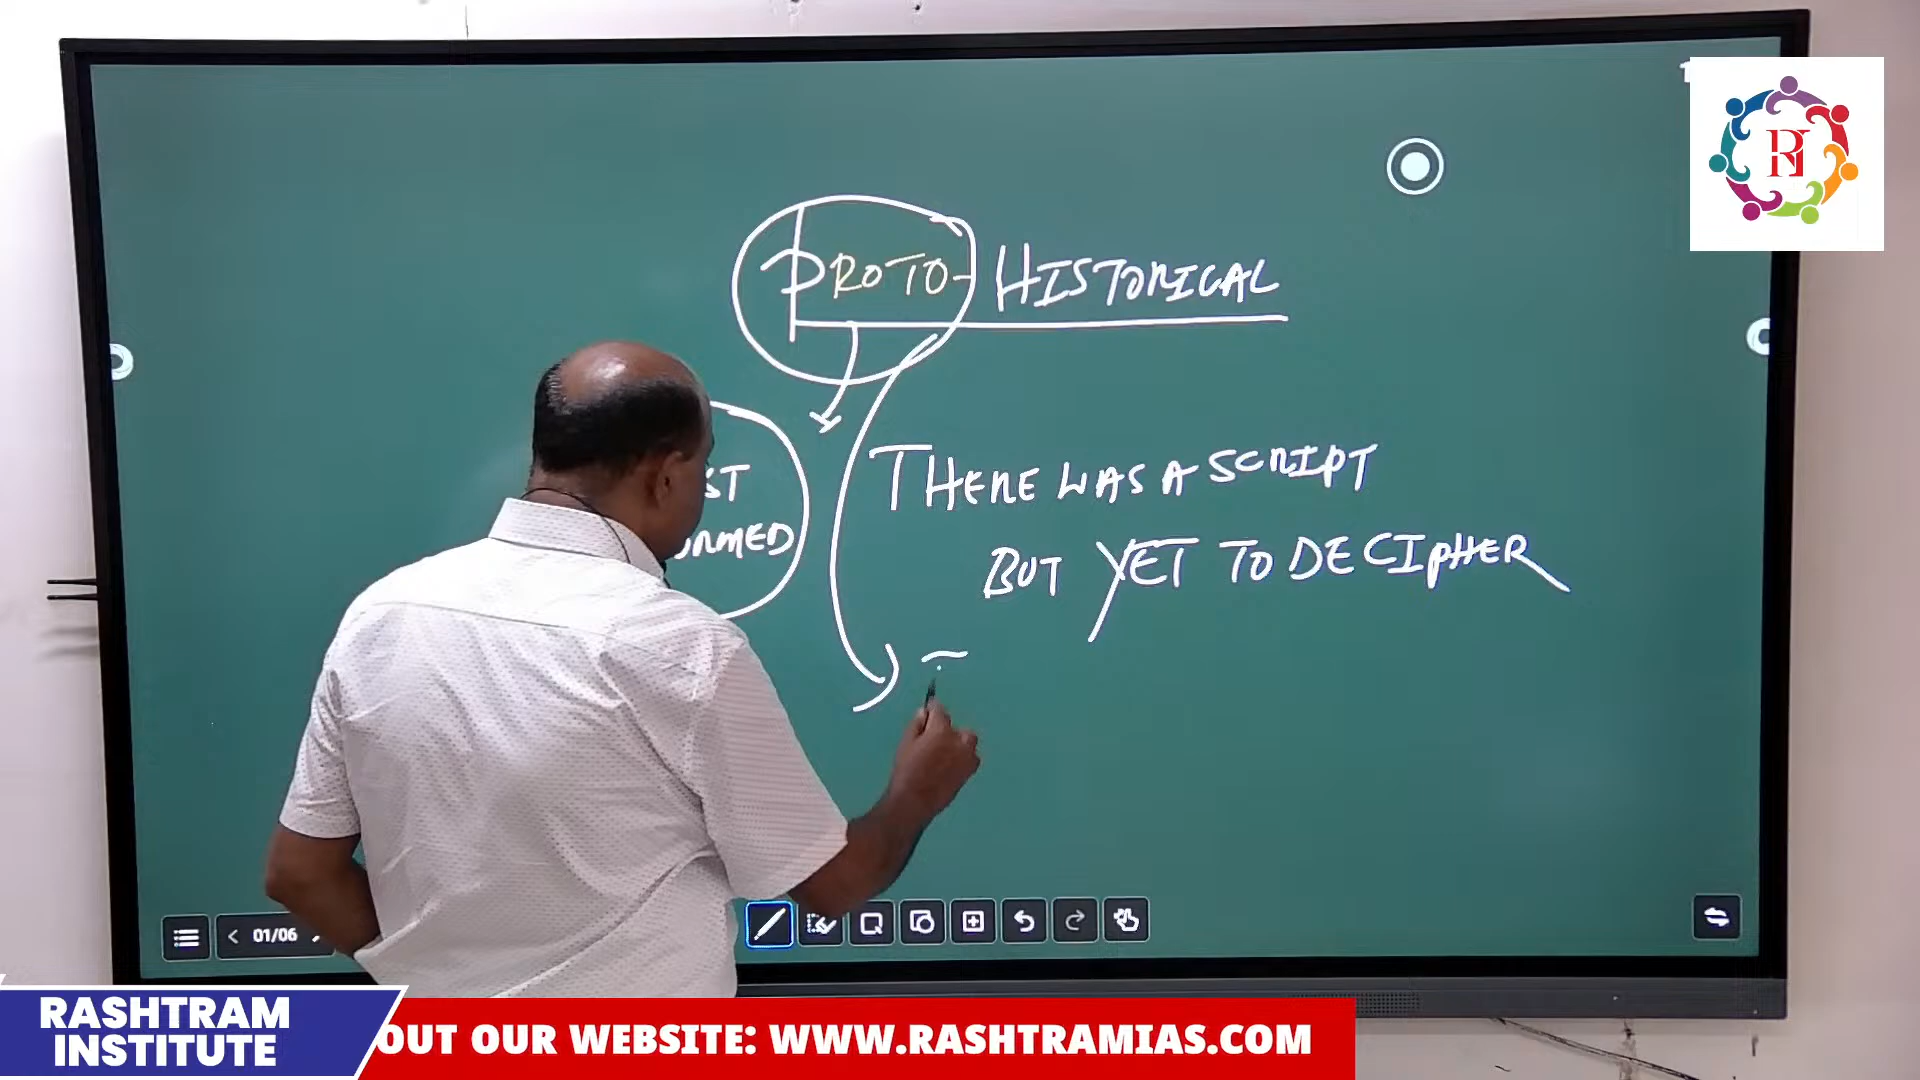 PROTO- HISTORICAL
THERE WAS A SCRIPT
BUT YET TO DECIPHER
01/06
RI
RASHTRAM
INSTITUTE
OUT OUR WEBSITE: WWW.RASHTRAMIAS.COM